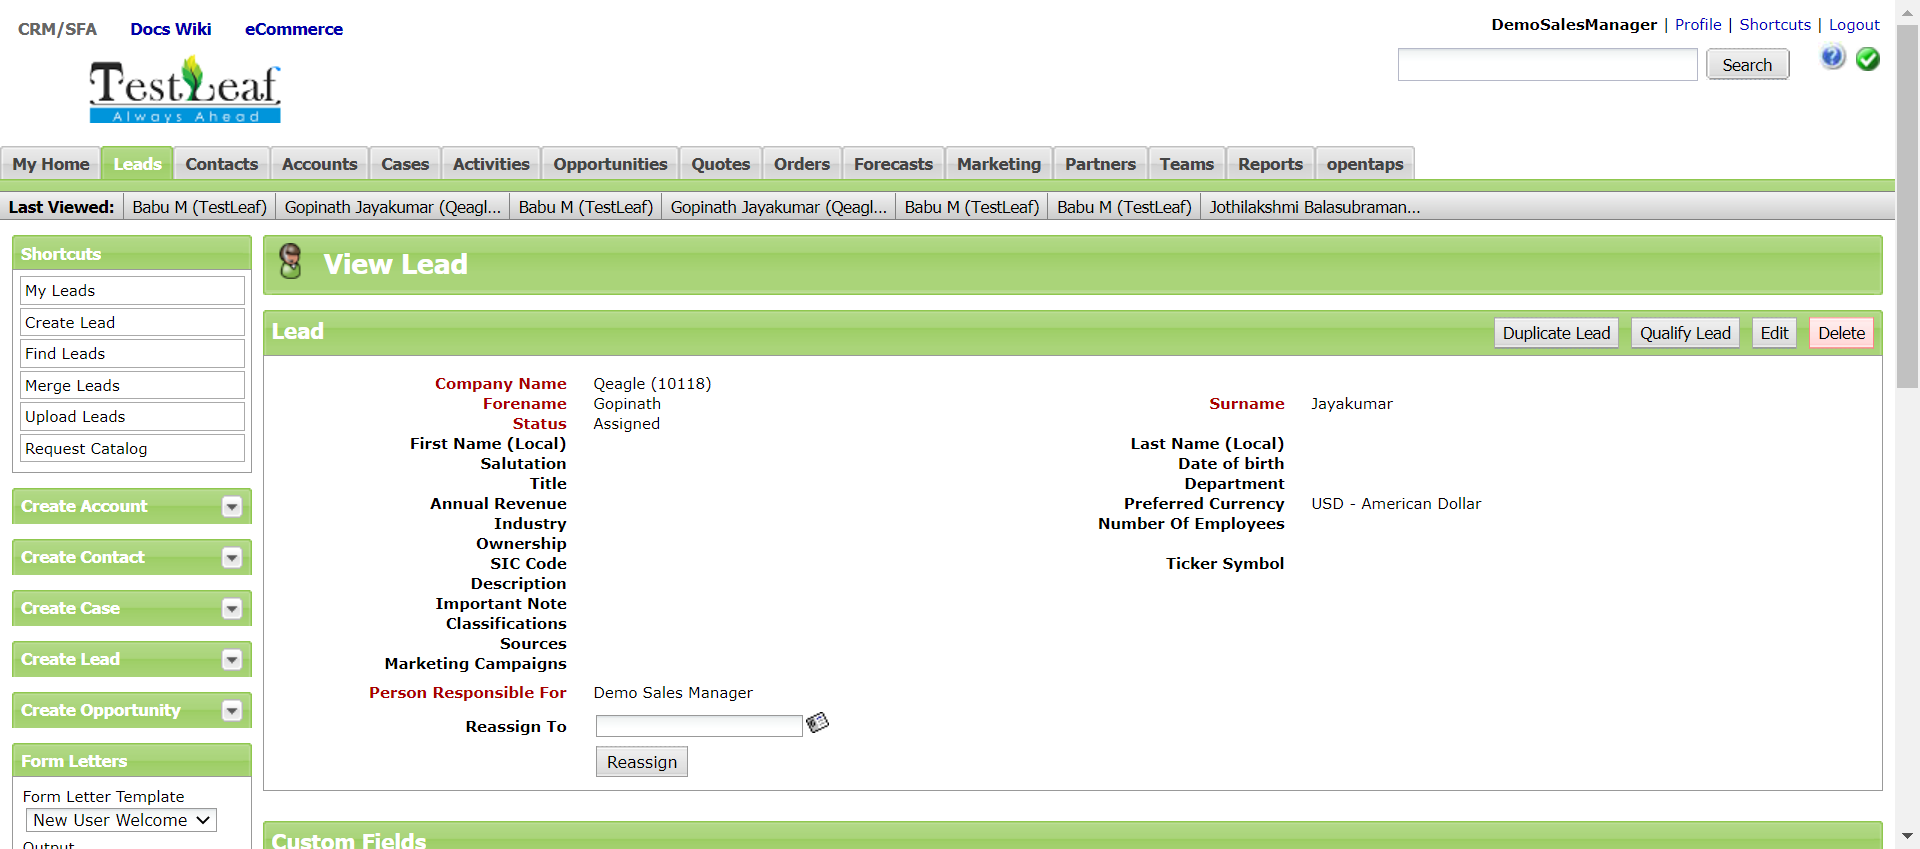 CRM/SFA Docs Wiki eCommerce
DemoSalesManager | Profile | Shortcuts | Logout
Search
TestLeaf
Always Ahead
My Home Leads Contacts Accounts Cases Activities Opportunities Quotes Orders Forecasts Marketing Partners Teams Reports opentaps
Last Viewed: Babu M (TestLeaf) Gopinath Jayakumar (Qeagl... Babu M (TestLeaf) Gopinath Jayakumar (Qeagl... Babu M (TestLeaf) Babu M (TestLeaf) Jothilakshmi Balasubraman...
Shortcuts
My Leads
Create Lead
Find Leads
Merge Leads
Upload Leads
Request Catalog
Create Account
Create Contact
Create Case
Create Lead
Create Opportunity
Form Letters
Form Letter Template
New User Welcome
Output
View Lead
Lead
Duplicate Lead Qualify Lead Edit Delete
Company Name Qeagle (10118)
Forename Gopinath Surname Jayakumar
Status Assigned
First Name (Local) Last Name (Local)
Salutation Date of birth
Title Department
Annual Revenue Preferred Currency USD - American Dollar
Industry Number Of Employees
Ownership
SIC Code Ticker Symbol
Description
Important Note
Classifications
Sources
Marketing Campaigns
Person Responsible For Demo Sales Manager
Reassign To
Reassign
Custom Fields